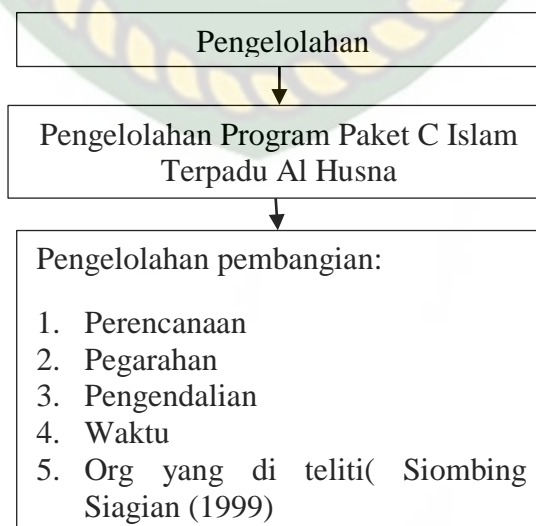 Pengelolahan
Pengelolahan Program Paket C Islam
Terpadu Al Husna
Pengelolahan pembangian:
1. Perencanaan
2. Pegarahan
3. Pengendalian
4. Waktu
5. Org yang di teliti( Siombing
Siagian (1999)